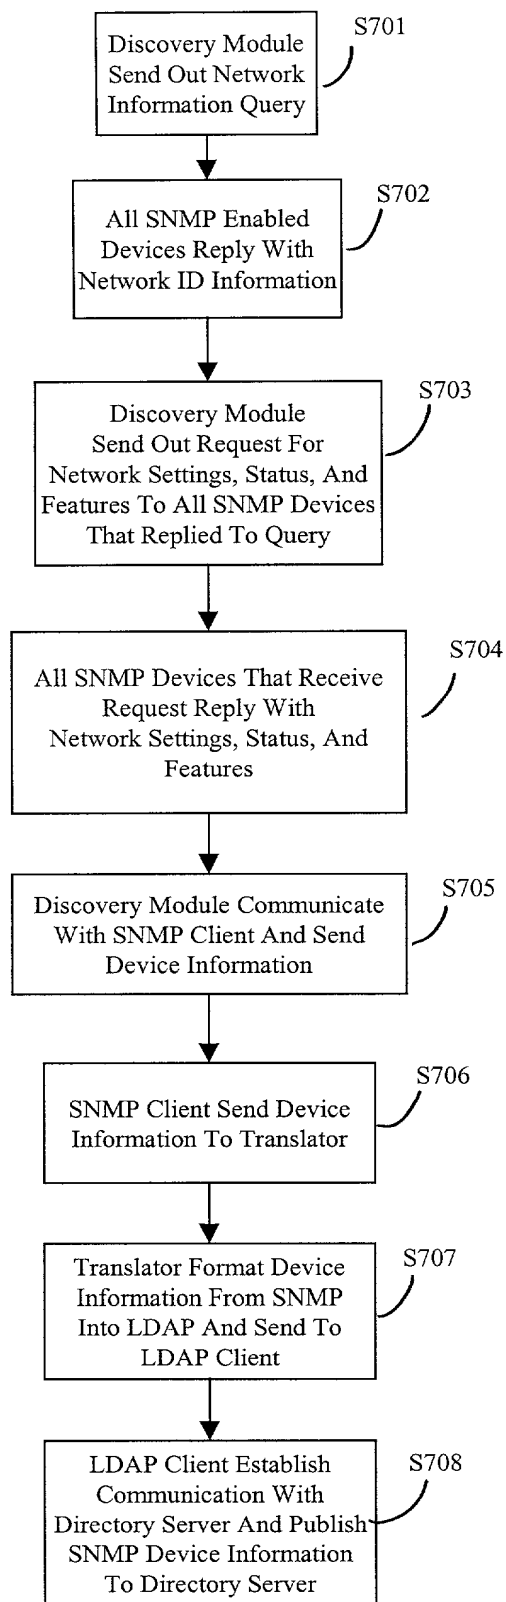 S701
Discovery Module
Send Out Network
Information Query
S702
All SNMP Enabled
Devices Reply With
Network ID Information
S703
Discovery Module
Send Out Request For
Network Settings, Status, And
Features To All SNMP Devices
That Replied To Query
S704
All SNMP Devices That Receive
Request Reply With
Network Settings, Status, And
Features
S705
Discovery Module Communicate
With SNMP Client And Send
Device Information
S706
SNMP Client Send Device
Information To Translator
S707
Translator Format Device
Information From SNMP
Into LDAP And Send To
LDAP Client
S708
LDAP Client Establish
Communication With
Directory Server And Publish
SNMP Device Information
To Directory Server